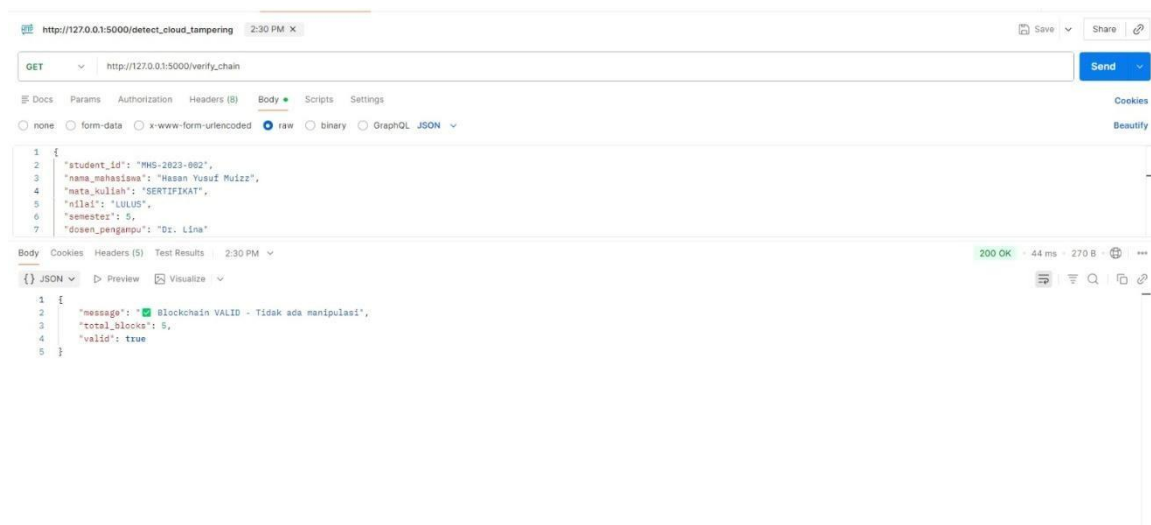 http://127.0.0.1:5000/detect_cloud_tampering 2:30 PM ×
Save Share
GET http://127.0.0.1:5000/verify_chain Send
Docs Params Authorization Headers (8) Body Scripts Settings Cookies
none form-data x-www-form-urlencoded raw binary GraphQL JSON Beautify
1 {
2 "student_id": "MHS-2023-002",
3 "nama_mahasiswa": "Hasan Yusuf Muizz",
4 "mata_kuliah": "SERTIFIKAT",
5 "nilai": "LULUS",
6 "semester": 5,
7 "dosen_pengampu": "Dr. Lina"
Body Cookies Headers (5) Test Results 2:30 PM 200 OK 44 ms 270 B
{} JSON Preview Visualize
1 {
2 "message": "✅ Blockchain VALID - Tidak ada manipulasi",
3 "total_blocks": 5,
4 "valid": true
5 }